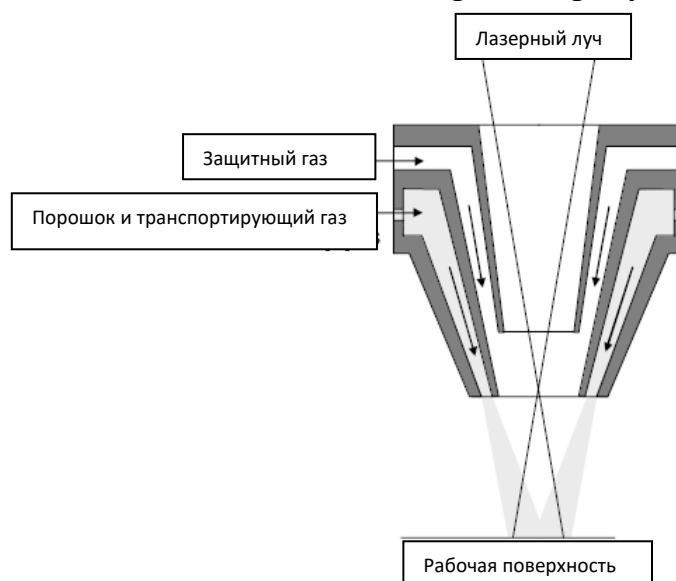 Лазерный луч
Защитный газ
Порошок и транспортирующий газ
Рабочая поверхность